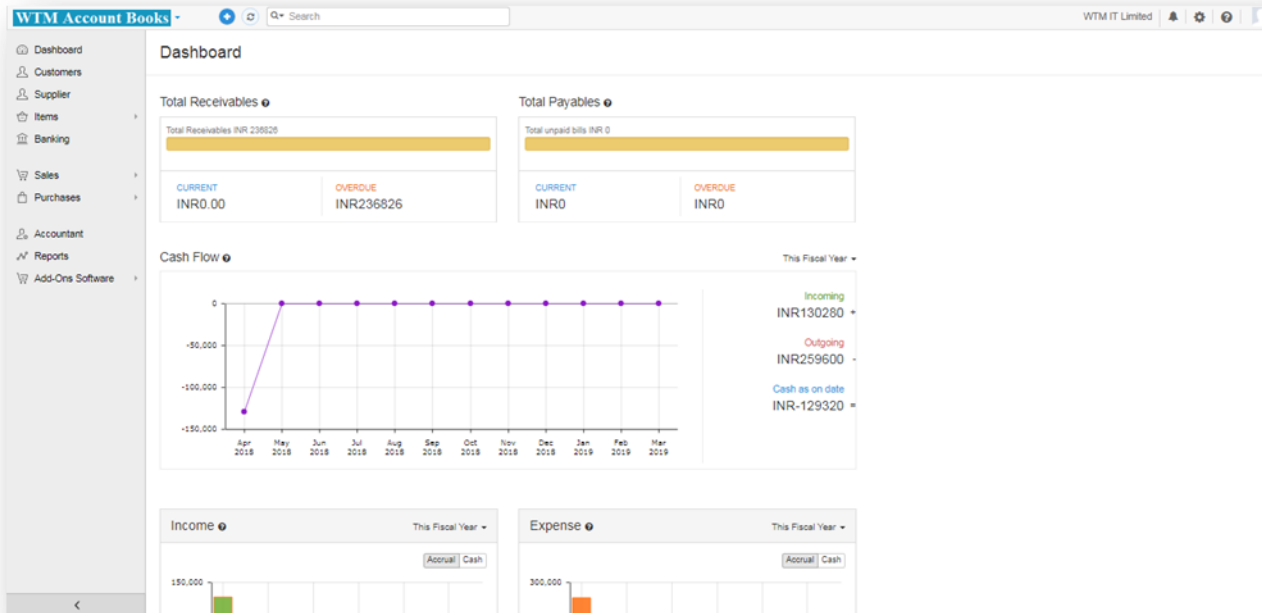 WTM Account Books
Search
WTM IT Limited
Dashboard
Customers
Supplier
Items
Banking
Sales
Purchases
Accountant
Reports
Add-Ons Software
Dashboard
Total Receivables
Total Receivables INR 236826
CURRENT
INR0.00
OVERDUE
INR236826
Total Payables
Total unpaid bills INR 0
CURRENT
INR0
OVERDUE
INR0
Cash Flow
This Fiscal Year
0
-50,000
-100,000
-150,000
Apr May Jun Jul Aug Sep Oct Nov Dec Jan Feb Mar
2018 2018 2018 2018 2018 2018 2018 2018 2018 2019 2019 2019
Incoming
INR130280 +
Outgoing
INR259600 -
Cash as on date
INR-129320 =
Income
This Fiscal Year
Accrual Cash
150,000
Expense
This Fiscal Year
Accrual Cash
300,000